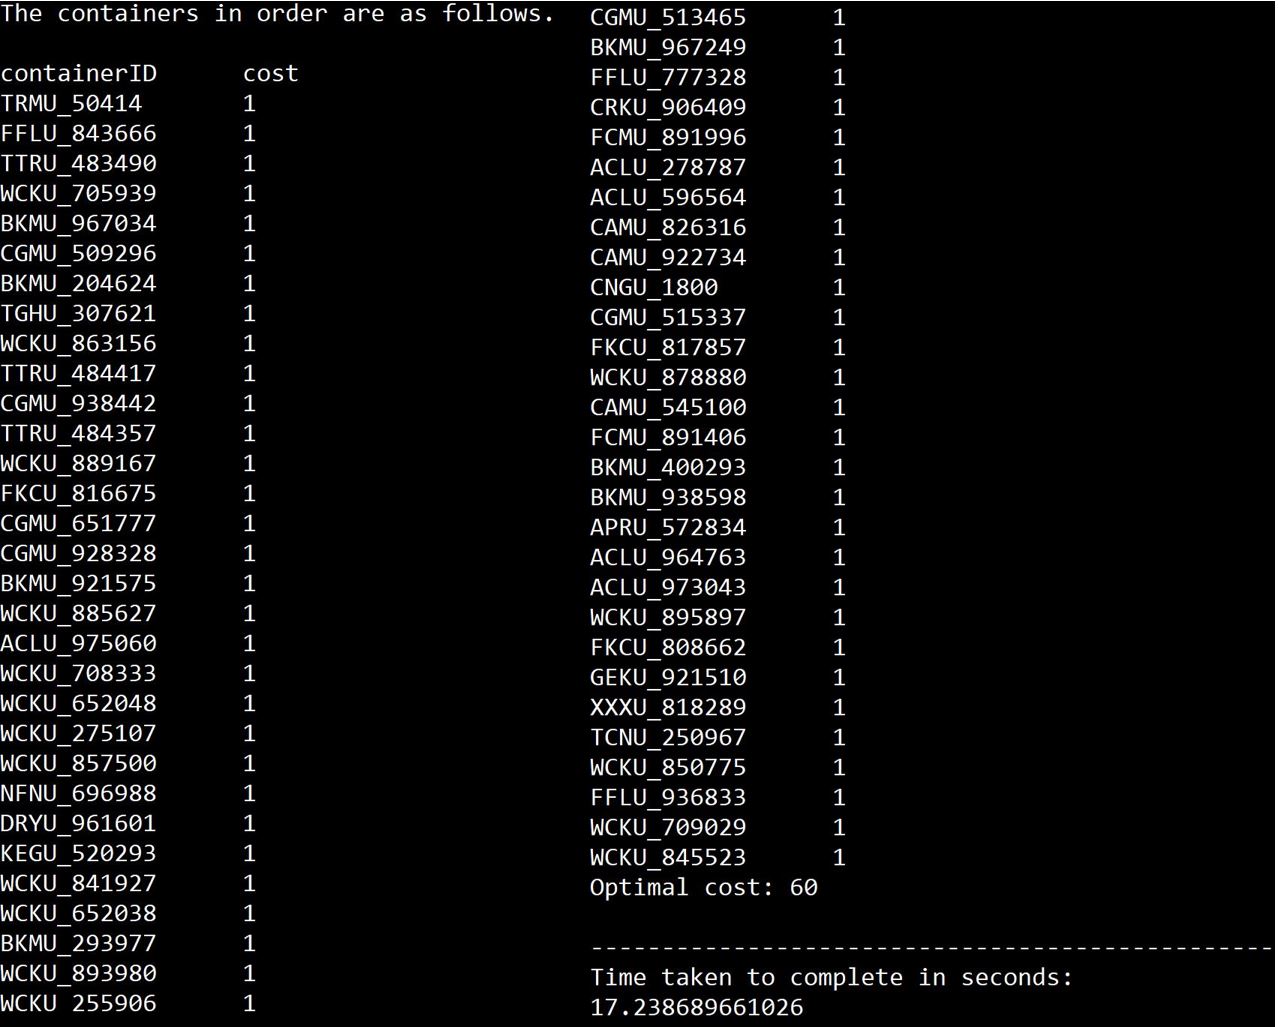 The containers in order are as follows.
containerID cost
TRMU_50414 1
FFLU_843666 1
TTRU_483490 1
WCKU_705939 1
BKMU_967034 1
CGMU_509296 1
BKMU_204624 1
TGHU_307621 1
WCKU_863156 1
TTRU_484417 1
CGMU_938442 1
TTRU_484357 1
WCKU_889167 1
FKCU_816675 1
CGMU_651777 1
CGMU_928328 1
BKMU_921575 1
WCKU_885627 1
ACLU_975060 1
WCKU_708333 1
WCKU_652048 1
WCKU_275107 1
WCKU_857500 1
NFNU_696988 1
DRYU_961601 1
KEGU_520293 1
WCKU_841927 1
WCKU_652038 1
BKMU_293977 1
WCKU_893980 1
WCKU 255906 1
CGMU_513465 1
BKMU_967249 1
FFLU_777328 1
CRKU_906409 1
FCMU_891996 1
ACLU_278787 1
ACLU_596564 1
CAMU_826316 1
CAMU_922734 1
CNGU_1800 1
CGMU_515337 1
FKCU_817857 1
WCKU_878880 1
CAMU_545100 1
FCMU_891406 1
BKMU_400293 1
BKMU_938598 1
APRU_572834 1
ACLU_964763 1
ACLU_973043 1
WCKU_895897 1
FKCU_808662 1
GEKU_921510 1
XXXU_818289 1
TCNU_250967 1
WCKU_850775 1
FFLU_936833 1
WCKU_709029 1
WCKU_845523 1
Optimal cost: 60
------------------------------------------------
Time taken to complete in seconds:
17.238689661026